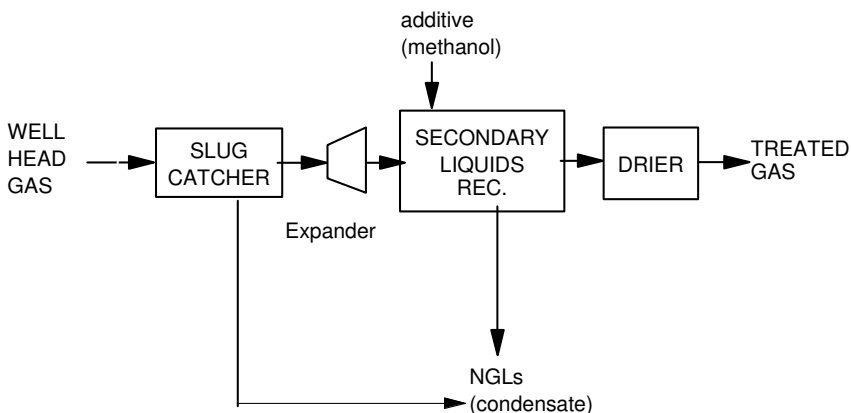 additive
(methanol)
WELL
HEAD
GAS
SLUG
CATCHER
Expander
SECONDARY
LIQUIDS
REC.
DRIER
TREATED
GAS
NGLs
(condensate)